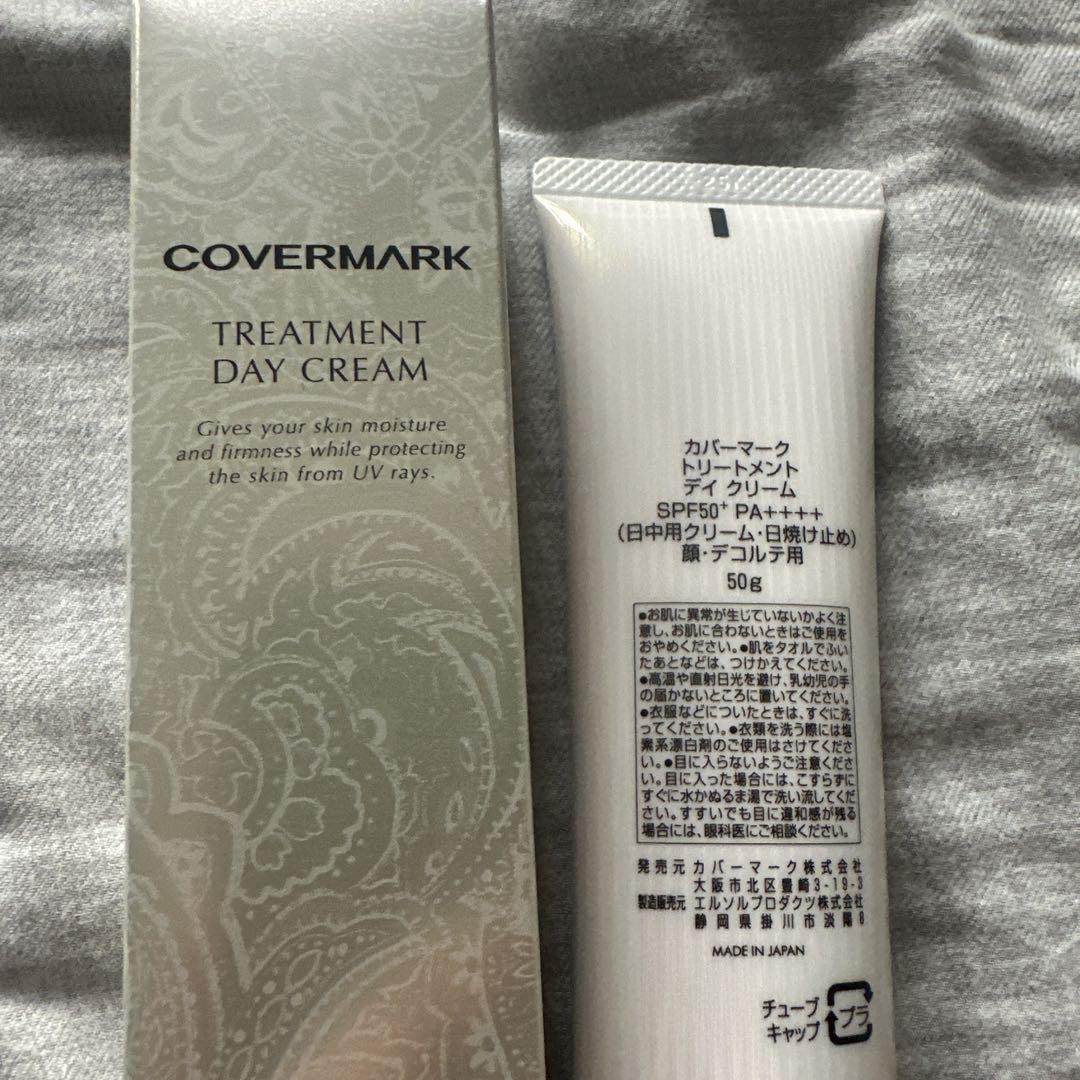 COVERMARK
TREATMENT
DAY CREAM
Gives your skin moisture
and firmness while protecting
the skin from UV rays.
カバーマーク
トリートメント
デイ クリーム
SPF50⁺ PA++++
(日中用クリーム・日焼け止め)
顔・デコルテ用
50g
●お肌に異常が生じていないかよく注
意し、お肌に合わないときはご使用を
おやめください。●肌をタオルでふい
たあとなどは、つけかえてください。
●高温や直射日光を避け、乳幼児の手
の届かないところに置いてください。
●衣服などについたときは、すぐに洗
ってください。●衣類を洗う際には塩
素系漂白剤のご使用はさけてくださ
い。●目に入らないようご注意くださ
い。目に入った場合には、こすらずに
すぐに水かぬるま湯で洗い流してくだ
さい。すすいでも目に違和感が残る
場合には、眼科医にご相談ください。
発売元 カバーマーク株式会社
大阪市北区豊崎3-19-3
製造販売元 エルソルプロダクツ株式会社
静岡県掛川市淡陽8
MADE IN JAPAN
チューブ
キャップ
プラ